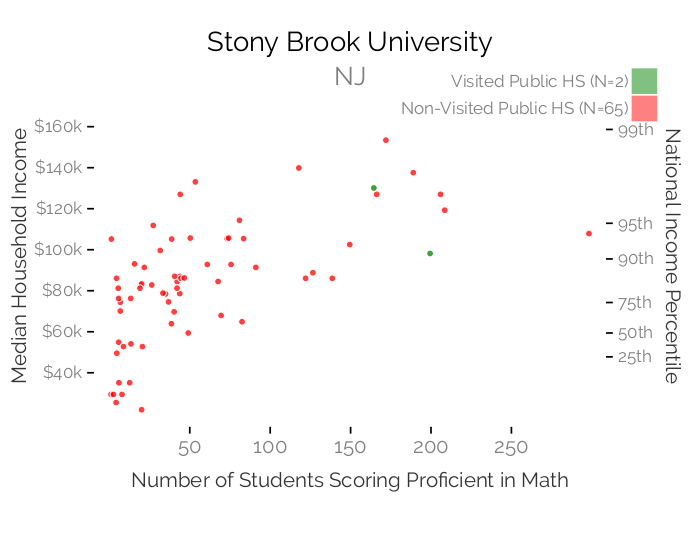 Stony Brook University
NJ
Visited Public HS (N=2)
Non-Visited Public HS (N=65)
Median Household Income
$160k
$140k
$120k
$100k
$80k
$60k
$40k
99th
95th
90th
75th
50th
25th
National Income Percentile
50 100 150 200 250
Number of Students Scoring Proficient in Math